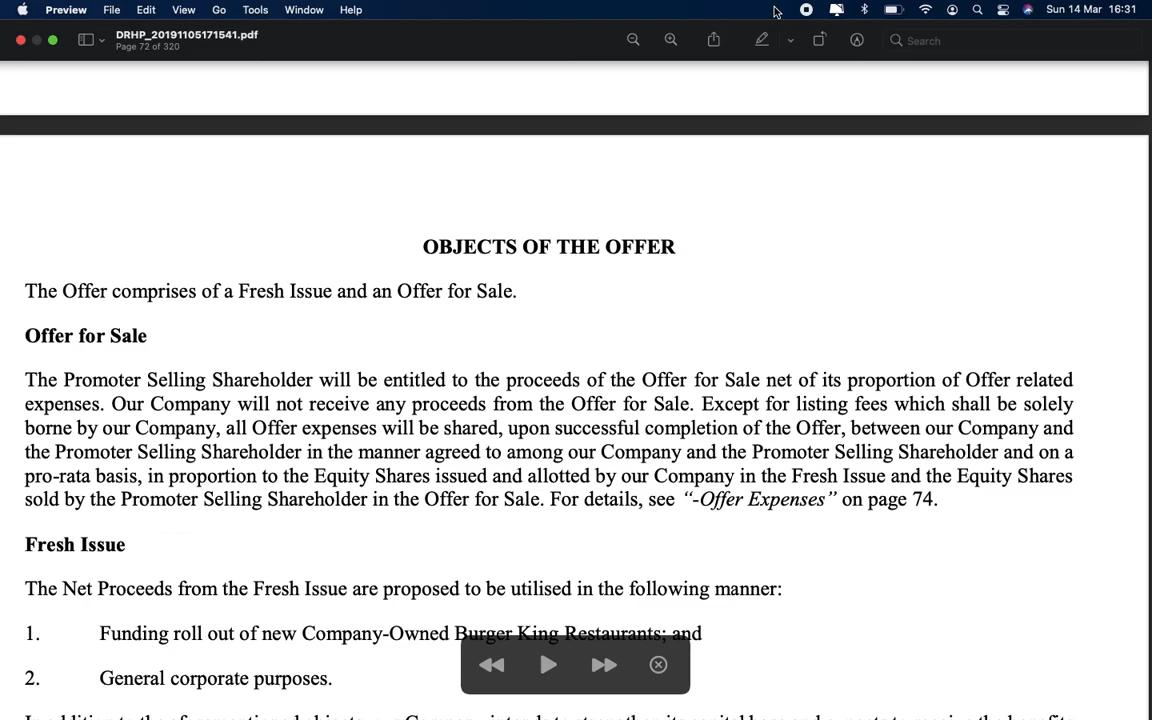 Preview File Edit View Go Tools Window Help Sun 14 Mar 16:31
DRHP_20191105171541.pdf
Page 72 of 320
Search
OBJECTS OF THE OFFER
The Offer comprises of a Fresh Issue and an Offer for Sale.
Offer for Sale
The Promoter Selling Shareholder will be entitled to the proceeds of the Offer for Sale net of its proportion of Offer related
expenses. Our Company will not receive any proceeds from the Offer for Sale. Except for listing fees which shall be solely
borne by our Company, all Offer expenses will be shared, upon successful completion of the Offer, between our Company and
the Promoter Selling Shareholder in the manner agreed to among our Company and the Promoter Selling Shareholder and on a
pro-rata basis, in proportion to the Equity Shares issued and allotted by our Company in the Fresh Issue and the Equity Shares
sold by the Promoter Selling Shareholder in the Offer for Sale. For details, see “-Offer Expenses” on page 74.
Fresh Issue
The Net Proceeds from the Fresh Issue are proposed to be utilised in the following manner:
1. Funding roll out of new Company-Owned Burger King Restaurants; and
2. General corporate purposes.